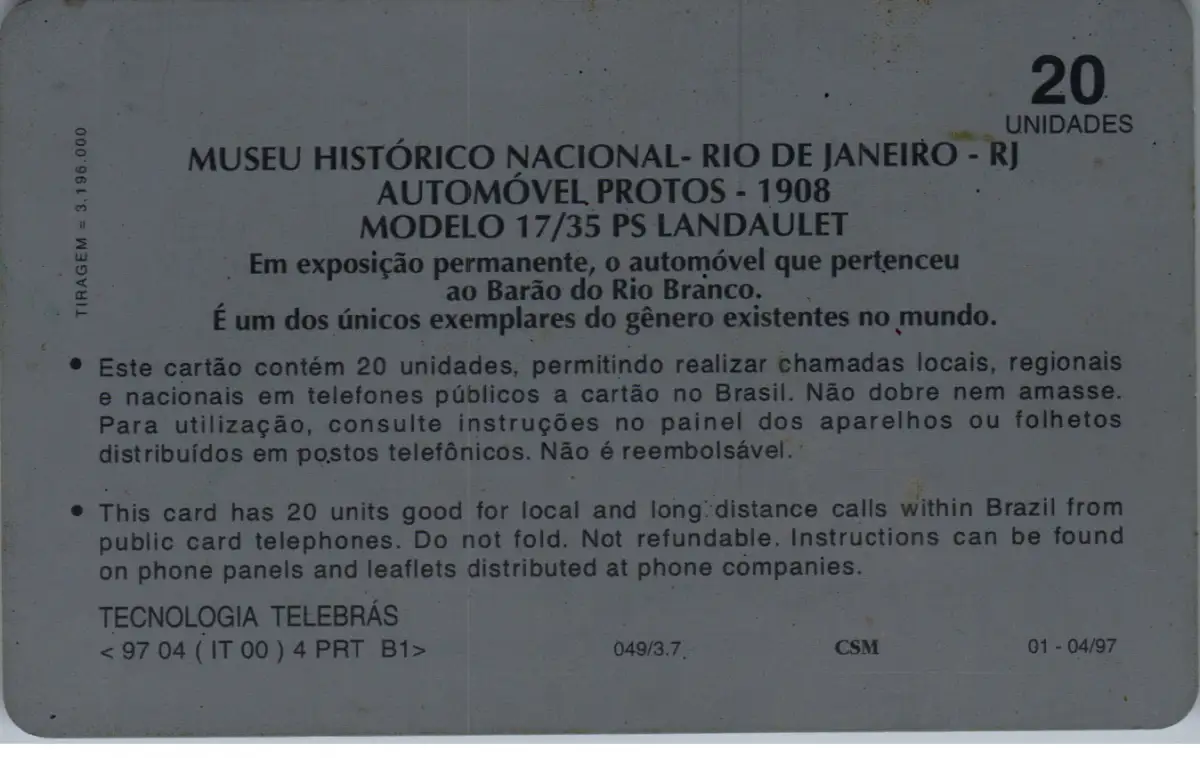 20
UNIDADES
TIRAGEM = 3.196.000
MUSEU HISTÓRICO NACIONAL- RIO DE JANEIRO - RJ
AUTOMÓVEL PROTOS - 1908
MODELO 17/35 PS LANDAULET
Em exposição permanente, o automóvel que pertenceu
ao Barão do Rio Branco.
É um dos únicos exemplares do gênero existentes no mundo.
• Este cartão contém 20 unidades, permitindo realizar chamadas locais, regionais
e nacionais em telefones públicos a cartão no Brasil. Não dobre nem amasse.
Para utilização, consulte instruções no painel dos aparelhos ou folhetos
distribuídos em postos telefônicos. Não é reembolsável.
• This card has 20 units good for local and long distance calls within Brazil from
public card telephones. Do not fold. Not refundable. Instructions can be found
on phone panels and leaflets distributed at phone companies.
TECNOLOGIA TELEBRÁS
< 97 04 ( IT 00 ) 4 PRT B1> 049/3.7. CSM 01 - 04/97